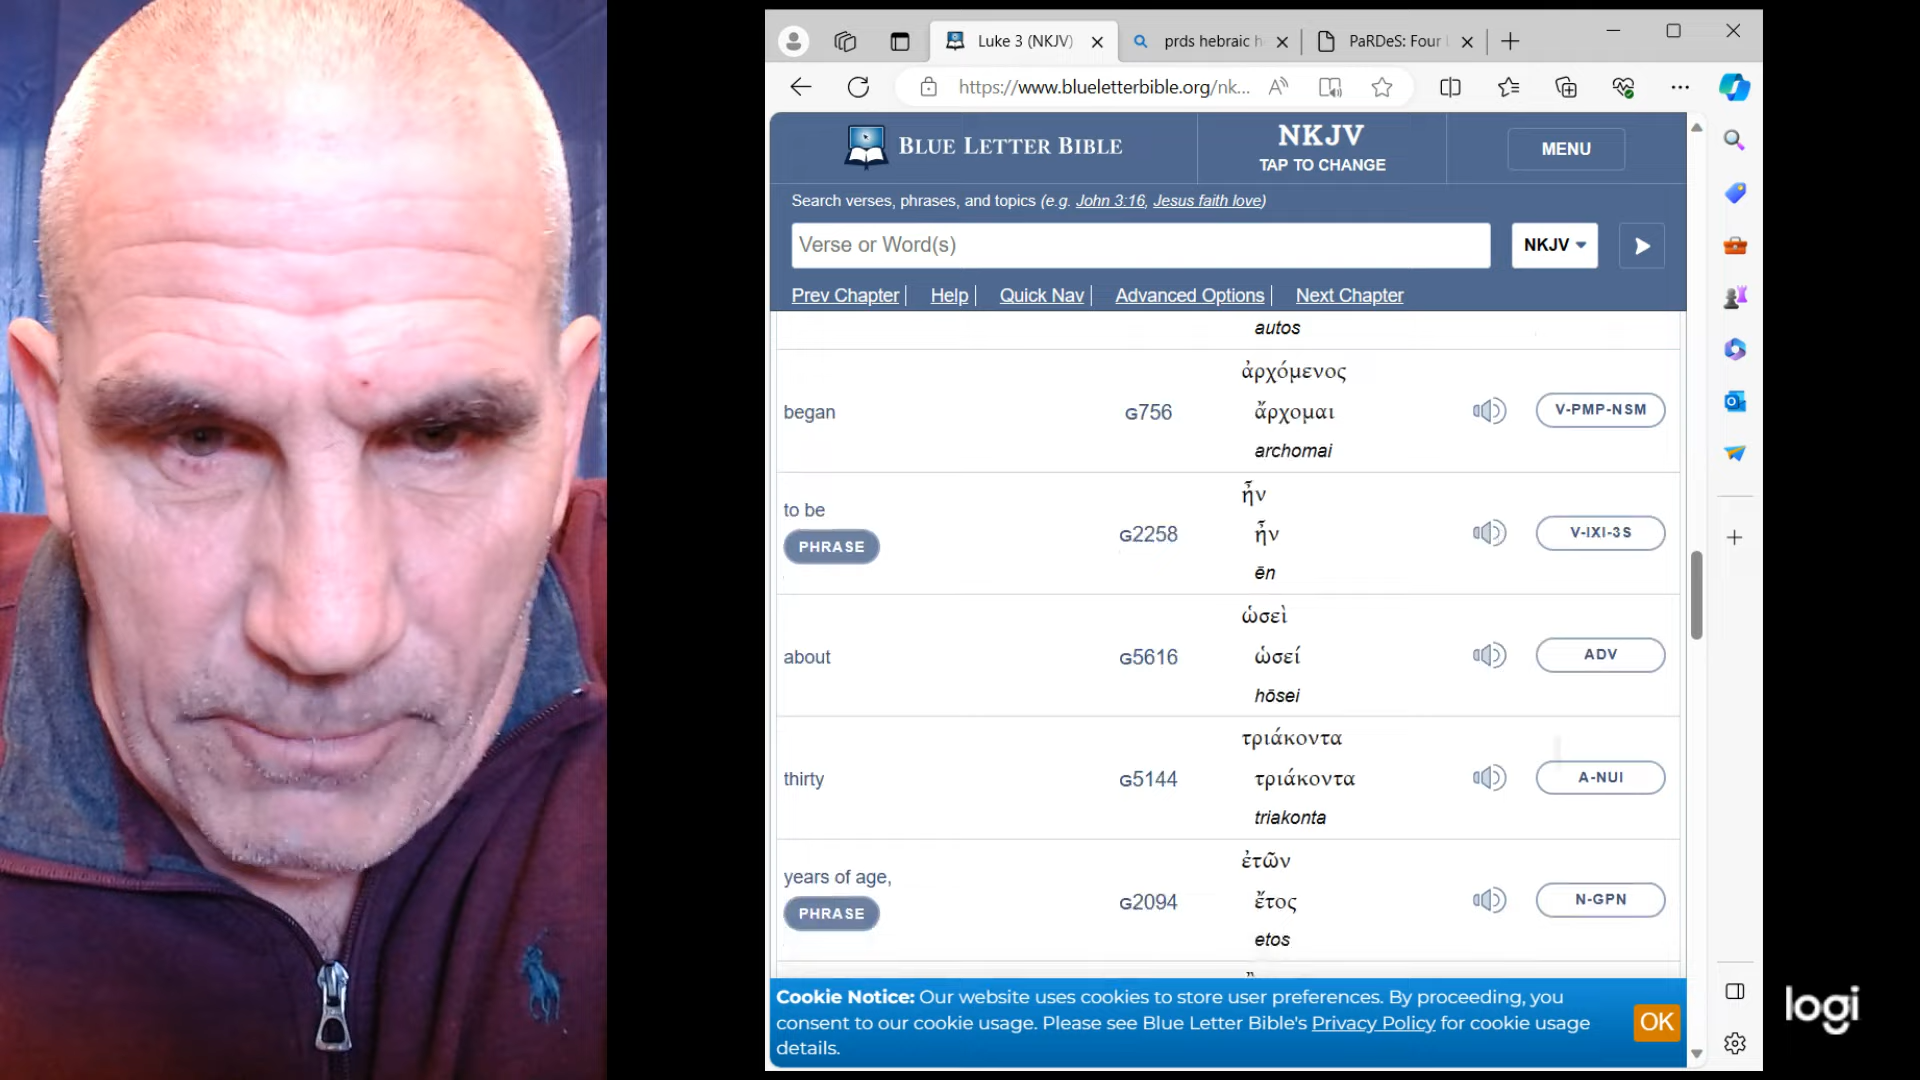 Luke 3 (NKJV)
prds hebraic h
PaRDeS: Four
https://www.blueletterbible.org/nk...
BLUE LETTER BIBLE
NKJV
TAP TO CHANGE
MENU
Search verses, phrases, and topics (e.g. John 3:16, Jesus faith love)
Verse or Word(s)
NKJV
Prev Chapter
Help
Quick Nav
Advanced Options
Next Chapter
autos
began
G756
ἀρχόμενος
ἄρχομαι
archomai
V-PMP-NSM
to be
PHRASE
G2258
ἦν
ἦν
ēn
V-IXI-3S
about
G5616
ὡσεὶ
ὡσεί
hōsei
ADV
thirty
G5144
τριάκοντα
τριάκοντα
triakonta
A-NUI
years of age,
PHRASE
G2094
ἐτῶν
ἔτος
etos
N-GPN
Cookie Notice: Our website uses cookies to store user preferences. By proceeding, you
consent to our cookie usage. Please see Blue Letter Bible's Privacy Policy for cookie usage
details.
OK
logi